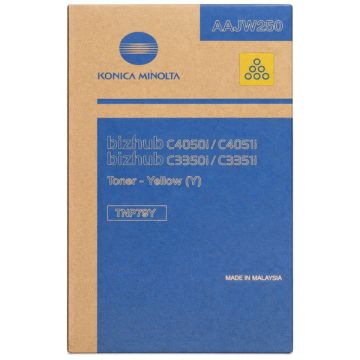 AAJW250
KONICA MINOLTA
bizhub C4050i / C4051i
bizhub C3350i / C3351i
Toner - Yellow (Y)
TNP79Y
MADE IN MALAYSIA